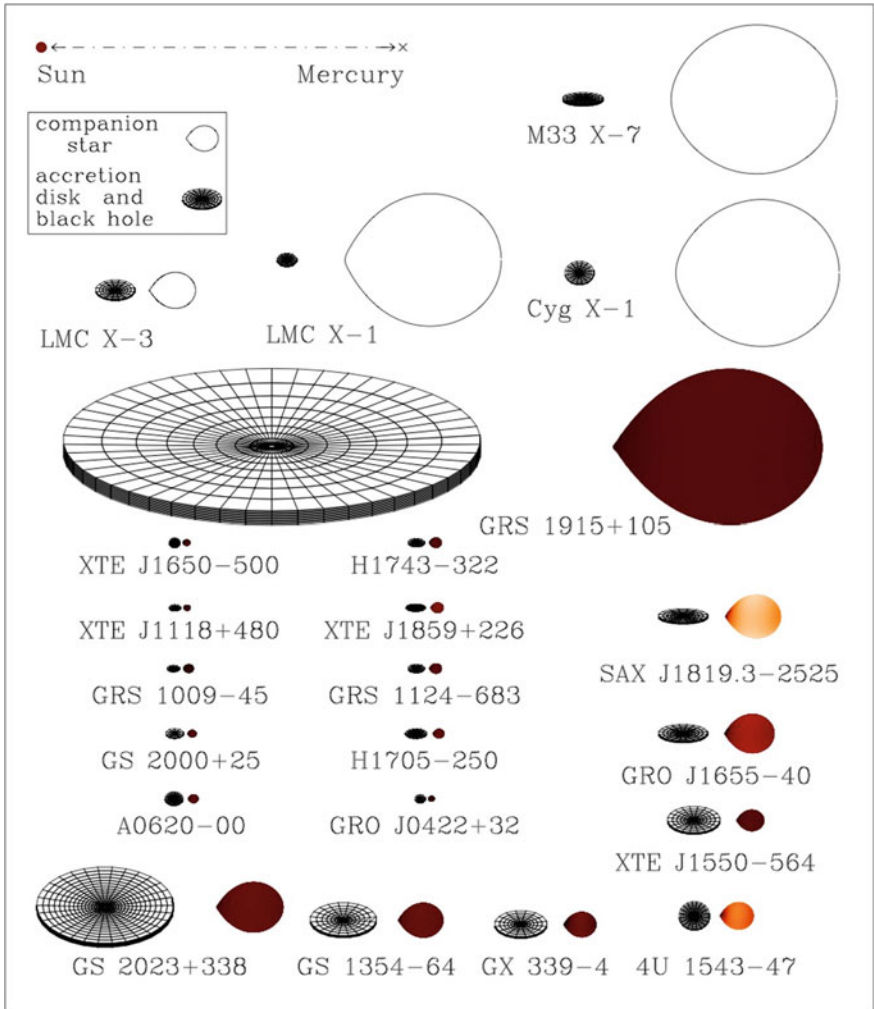 Sun Mercury
companion
star
accretion
disk and
black hole
M33 X-7
LMC X-3
LMC X-1
Cyg X-1
GRS 1915+105
XTE J1650-500
H1743-322
XTE J1118+480
XTE J1859+226
SAX J1819.3-2525
GRS 1009-45
GRS 1124-683
GS 2000+25
H1705-250
GRO J1655-40
A0620-00
GRO J0422+32
XTE J1550-564
GS 2023+338
GS 1354-64
GX 339-4
4U 1543-47